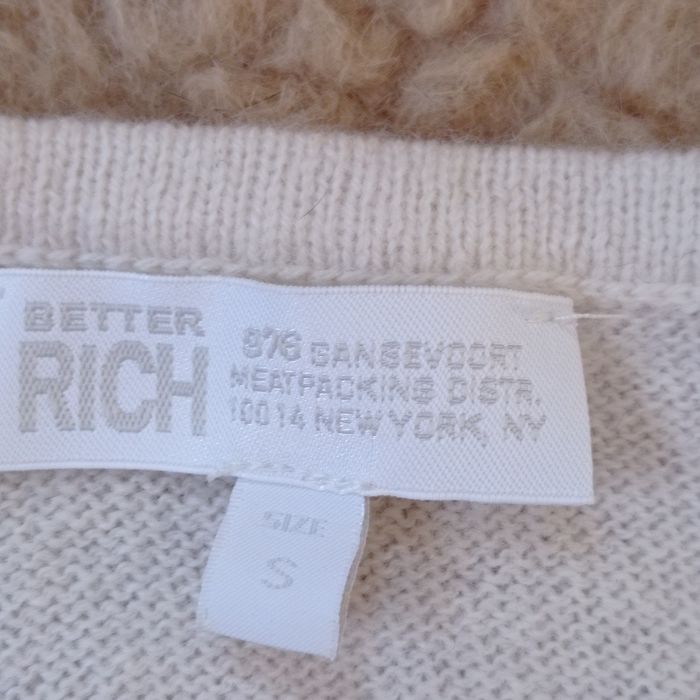 BETTER
RICH
876 GANSEVOORT
MEATPACKING DISTR.
10014 NEW YORK, NY
SIZE
S